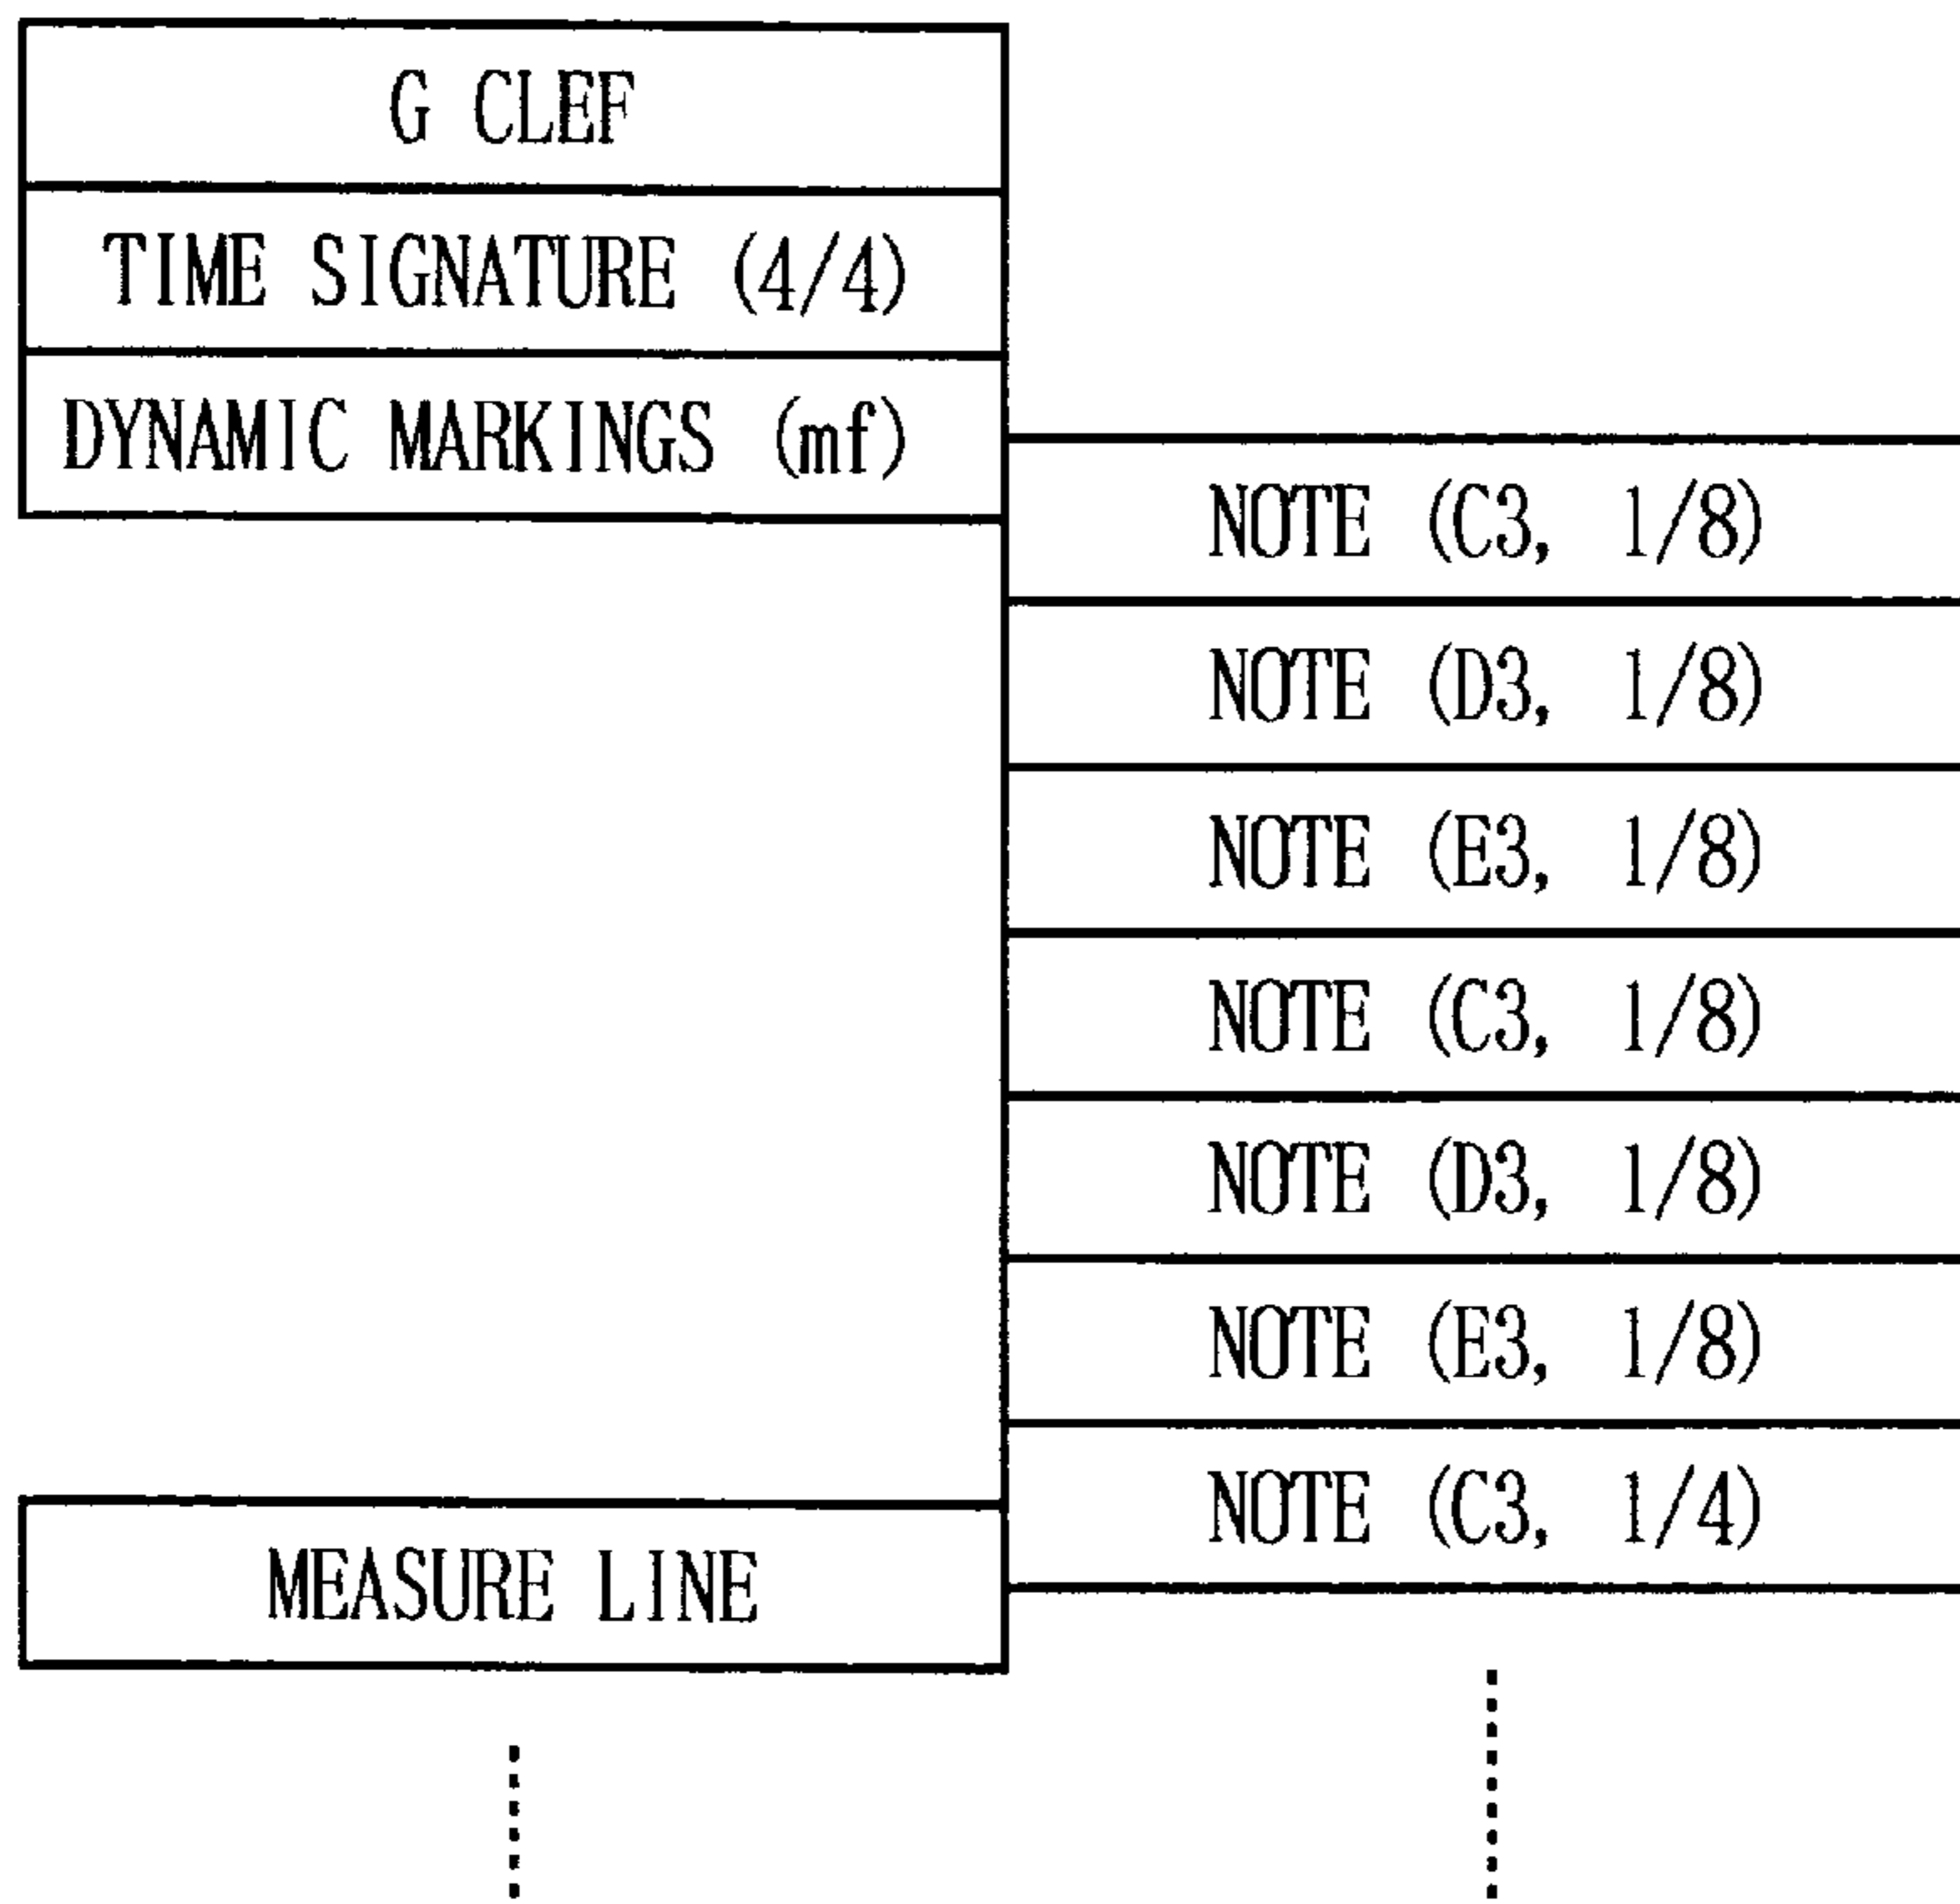 G CLEF
TIME SIGNATURE (4/4)
DYNAMIC MARKINGS (mf)
NOTE (C3, 1/8)
NOTE (D3, 1/8)
NOTE (E3, 1/8)
NOTE (C3, 1/8)
NOTE (D3, 1/8)
NOTE (E3, 1/8)
NOTE (C3, 1/4)
MEASURE LINE